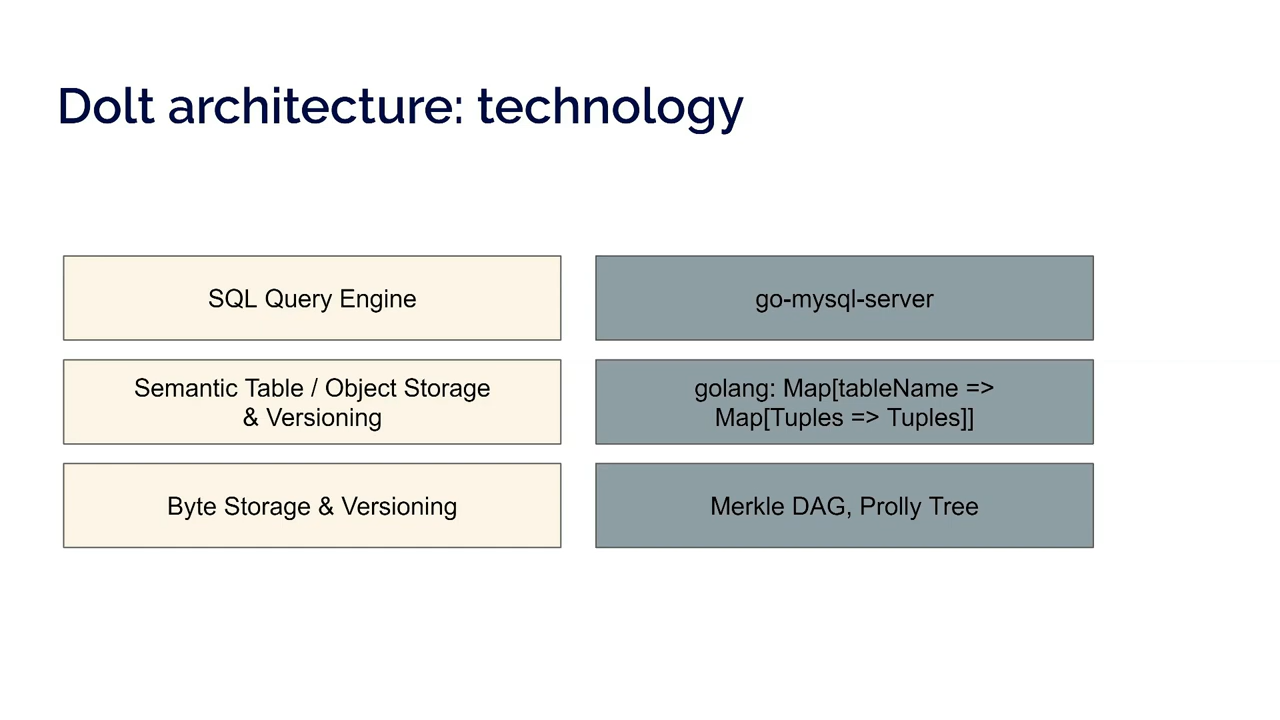 Dolt architecture: technology
SQL Query Engine
go-mysql-server
Semantic Table / Object Storage
& Versioning
golang: Map[tableName =>
Map[Tuples => Tuples]]
Byte Storage & Versioning
Merkle DAG, Prolly Tree